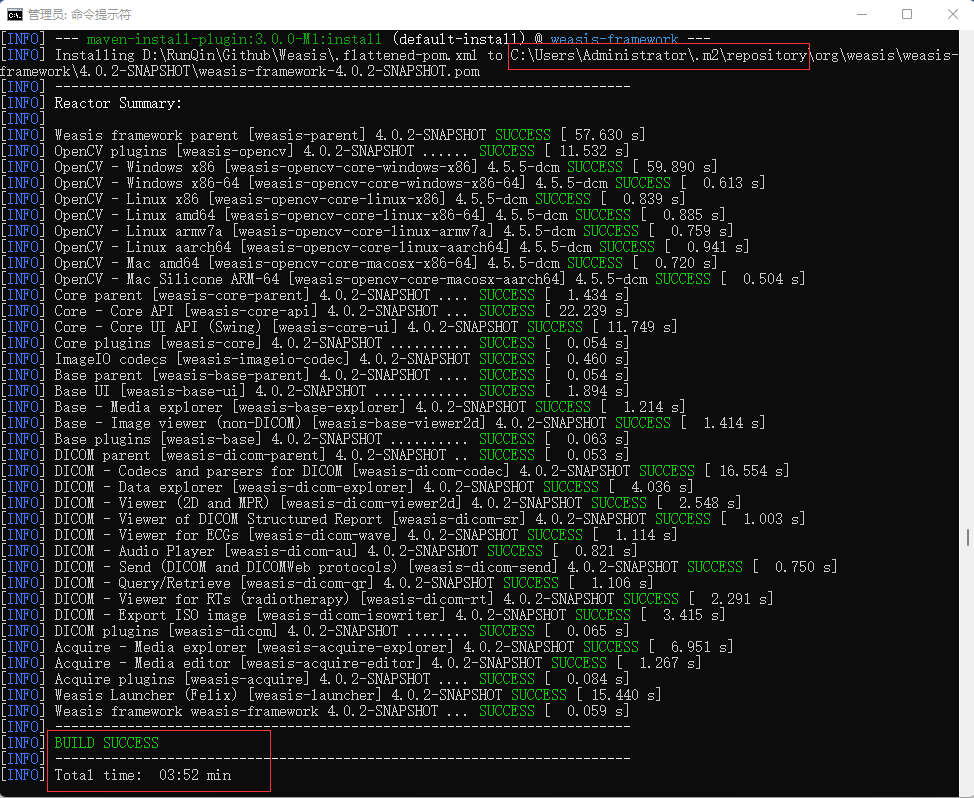 管理员: 命令提示符
[INFO] --- maven-install-plugin:3.0.0-M1:install (default-install) @ weasis-framework ---
[INFO] Installing D:\RunQin\Github\Weasis\.flattened-pom.xml to C:\Users\Administrator\.m2\repository\org\weasis\weasis-
framework\4.0.2-SNAPSHOT\weasis-framework-4.0.2-SNAPSHOT.pom
[INFO] ------------------------------------------------------------------------
[INFO] Reactor Summary:
[INFO]
[INFO] Weasis framework parent [weasis-parent] 4.0.2-SNAPSHOT SUCCESS [ 57.630 s]
[INFO] OpenCV plugins [weasis-opencv] 4.0.2-SNAPSHOT ...... SUCCESS [ 11.532 s]
[INFO] OpenCV - Windows x86 [weasis-opencv-core-windows-x86] 4.5.5-dcm SUCCESS [ 59.890 s]
[INFO] OpenCV - Windows x86-64 [weasis-opencv-core-windows-x86-64] 4.5.5-dcm SUCCESS [  0.613 s]
[INFO] OpenCV - Linux x86 [weasis-opencv-core-linux-x86] 4.5.5-dcm SUCCESS [  0.839 s]
[INFO] OpenCV - Linux amd64 [weasis-opencv-core-linux-x86-64] 4.5.5-dcm SUCCESS [  0.885 s]
[INFO] OpenCV - Linux armv7a [weasis-opencv-core-linux-armv7a] 4.5.5-dcm SUCCESS [  0.759 s]
[INFO] OpenCV - Linux aarch64 [weasis-opencv-core-linux-aarch64] 4.5.5-dcm SUCCESS [  0.941 s]
[INFO] OpenCV - Mac amd64 [weasis-opencv-core-macosx-x86-64] 4.5.5-dcm SUCCESS [  0.720 s]
[INFO] OpenCV - Mac Silicone ARM-64 [weasis-opencv-core-macosx-aarch64] 4.5.5-dcm SUCCESS [  0.504 s]
[INFO] Core parent [weasis-core-parent] 4.0.2-SNAPSHOT .... SUCCESS [  1.434 s]
[INFO] Core - Core API [weasis-core-api] 4.0.2-SNAPSHOT ... SUCCESS [ 22.239 s]
[INFO] Core - Core UI API (Swing) [weasis-core-ui] 4.0.2-SNAPSHOT SUCCESS [ 11.749 s]
[INFO] Core plugins [weasis-core] 4.0.2-SNAPSHOT .......... SUCCESS [  0.054 s]
[INFO] ImageIO codecs [weasis-imageio-codec] 4.0.2-SNAPSHOT SUCCESS [  0.460 s]
[INFO] Base parent [weasis-base-parent] 4.0.2-SNAPSHOT .... SUCCESS [  0.054 s]
[INFO] Base UI [weasis-base-ui] 4.0.2-SNAPSHOT ............ SUCCESS [  1.894 s]
[INFO] Base - Media explorer [weasis-base-explorer] 4.0.2-SNAPSHOT SUCCESS [  1.214 s]
[INFO] Base - Image viewer (non-DICOM) [weasis-base-viewer2d] 4.0.2-SNAPSHOT SUCCESS [  1.414 s]
[INFO] Base plugins [weasis-base] 4.0.2-SNAPSHOT .......... SUCCESS [  0.063 s]
[INFO] DICOM parent [weasis-dicom-parent] 4.0.2-SNAPSHOT .. SUCCESS [  0.053 s]
[INFO] DICOM - Codecs and parsers for DICOM [weasis-dicom-codec] 4.0.2-SNAPSHOT SUCCESS [ 16.554 s]
[INFO] DICOM - Data explorer [weasis-dicom-explorer] 4.0.2-SNAPSHOT SUCCESS [  4.036 s]
[INFO] DICOM - Viewer (2D and MPR) [weasis-dicom-viewer2d] 4.0.2-SNAPSHOT SUCCESS [  2.548 s]
[INFO] DICOM - Viewer of DICOM Structured Report [weasis-dicom-sr] 4.0.2-SNAPSHOT SUCCESS [  1.003 s]
[INFO] DICOM - Viewer for ECGs [weasis-dicom-wave] 4.0.2-SNAPSHOT SUCCESS [  1.114 s]
[INFO] DICOM - Audio Player [weasis-dicom-au] 4.0.2-SNAPSHOT SUCCESS [  0.821 s]
[INFO] DICOM - Send (DICOM and DICOMWeb protocols) [weasis-dicom-send] 4.0.2-SNAPSHOT SUCCESS [  0.750 s]
[INFO] DICOM - Query/Retrieve [weasis-dicom-qr] 4.0.2-SNAPSHOT SUCCESS [  1.106 s]
[INFO] DICOM - Viewer for RTs (radiotherapy) [weasis-dicom-rt] 4.0.2-SNAPSHOT SUCCESS [  2.291 s]
[INFO] DICOM - Export ISO image [weasis-dicom-isowriter] 4.0.2-SNAPSHOT SUCCESS [  3.415 s]
[INFO] DICOM plugins [weasis-dicom] 4.0.2-SNAPSHOT ........ SUCCESS [  0.065 s]
[INFO] Acquire - Media explorer [weasis-acquire-explorer] 4.0.2-SNAPSHOT SUCCESS [  6.951 s]
[INFO] Acquire - Media editor [weasis-acquire-editor] 4.0.2-SNAPSHOT SUCCESS [  1.267 s]
[INFO] Acquire plugins [weasis-acquire] 4.0.2-SNAPSHOT .... SUCCESS [  0.084 s]
[INFO] Weasis Launcher (Felix) [weasis-launcher] 4.0.2-SNAPSHOT SUCCESS [ 15.440 s]
[INFO] Weasis framework weasis-framework 4.0.2-SNAPSHOT ... SUCCESS [  0.059 s]
[INFO] ------------------------------------------------------------------------
[INFO] BUILD SUCCESS
[INFO] ------------------------------------------------------------------------
[INFO] Total time:  03:52 min